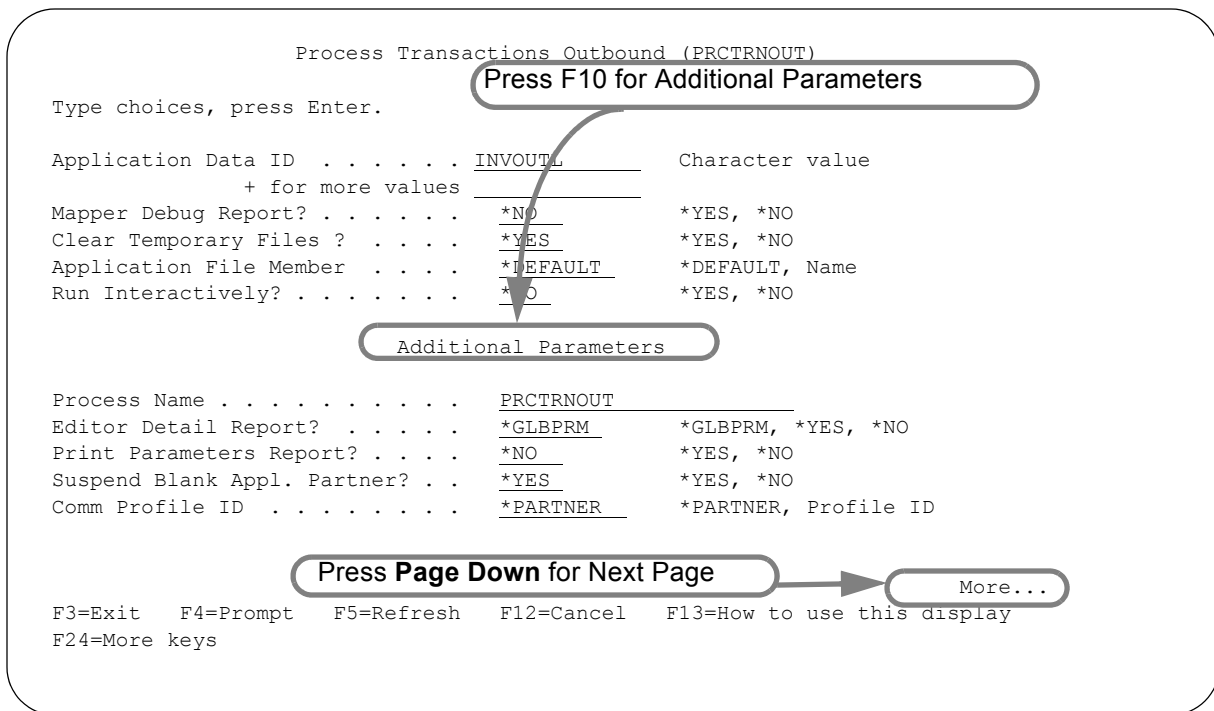 Process Transactions Outbound (PRCTRNOUT)
Press F10 for Additional Parameters
Type choices, press Enter.
Application Data ID . . . . . . INVOUTL Character value
+ for more values
Mapper Debug Report? . . . . . . *NO *YES, *NO
Clear Temporary Files ? . . . . *YES *YES, *NO
Application File Member . . . . *DEFAULT *DEFAULT, Name
Run Interactively? . . . . . . . *NO *YES, *NO
Additional Parameters
Process Name . . . . . . . . . . PRCTRNOUT
Editor Detail Report? . . . . . *GLBPRM *GLBPRM, *YES, *NO
Print Parameters Report? . . . . *NO *YES, *NO
Suspend Blank Appl. Partner? . . *YES *YES, *NO
Comm Profile ID . . . . . . . . *PARTNER *PARTNER, Profile ID
Press Page Down for Next Page
More...
F3=Exit F4=Prompt F5=Refresh F12=Cancel F13=How to use this display
F24=More keys